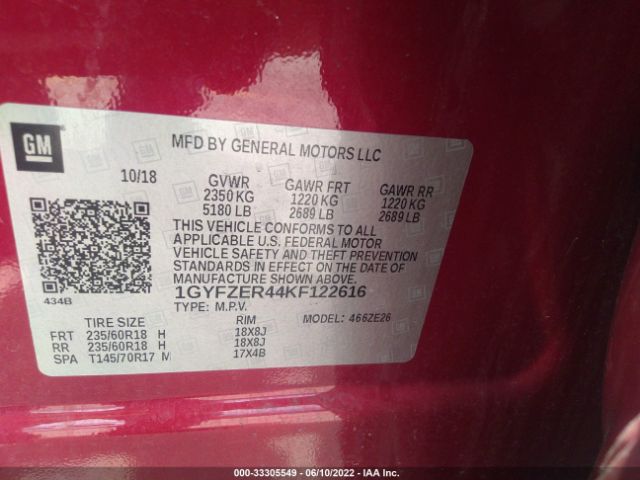 GM
MFD BY GENERAL MOTORS LLC
10/18
GVWR GAWR FRT GAWR RR
2350 KG 1220 KG 1220 KG
5180 LB 2689 LB 2689 LB
THIS VEHICLE CONFORMS TO ALL
APPLICABLE U.S. FEDERAL MOTOR
VEHICLE SAFETY AND THEFT PREVENTION
STANDARDS IN EFFECT ON THE DATE OF
MANUFACTURE SHOWN ABOVE.
434B
1GYFZER44KF122616
TYPE: M.P.V. MODEL: 466ZE26
TIRE SIZE RIM
FRT 235/60R18 H 18X8J
RR 235/60R18 H 18X8J
SPA T145/70R17 M 17X4B
000-33305549 - 06/10/2022 - IAA Inc.